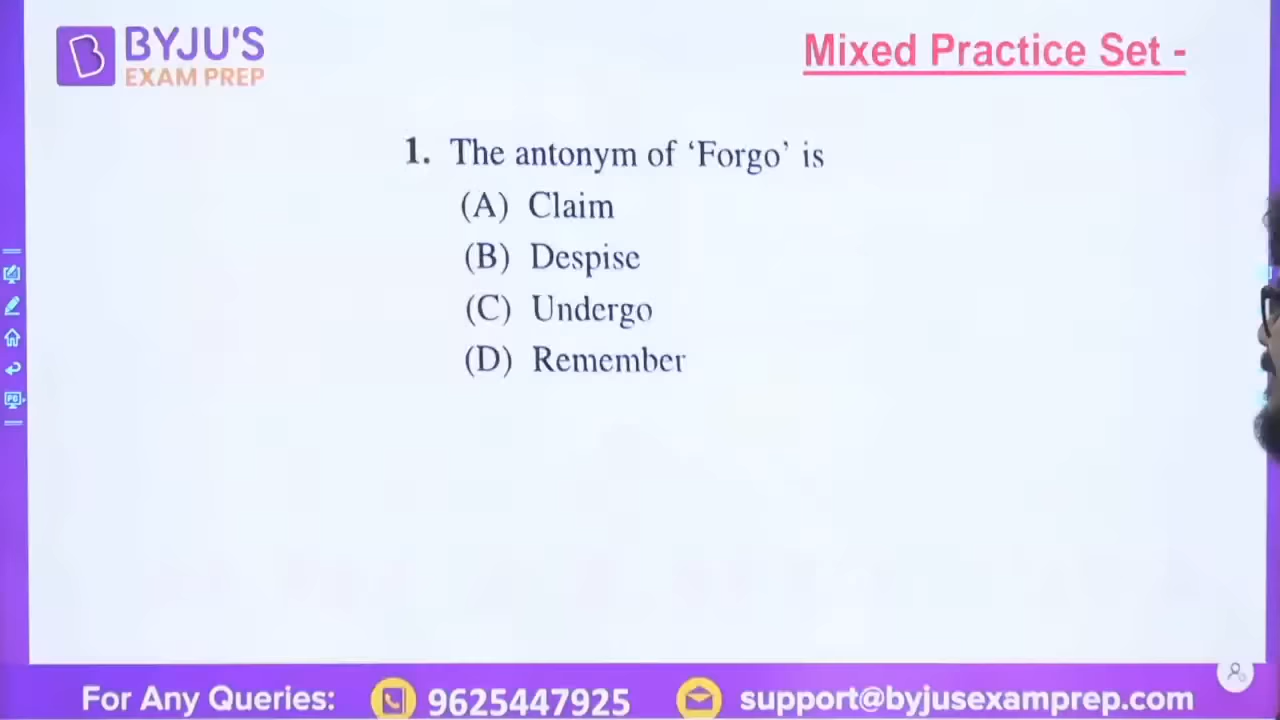 BYJU'S
EXAM PREP
Mixed Practice Set -
1. The antonym of ‘Forgo’ is
(A) Claim
(B) Despise
(C) Undergo
(D) Remember
For Any Queries: 9625447925 support@byjusexamprep.com